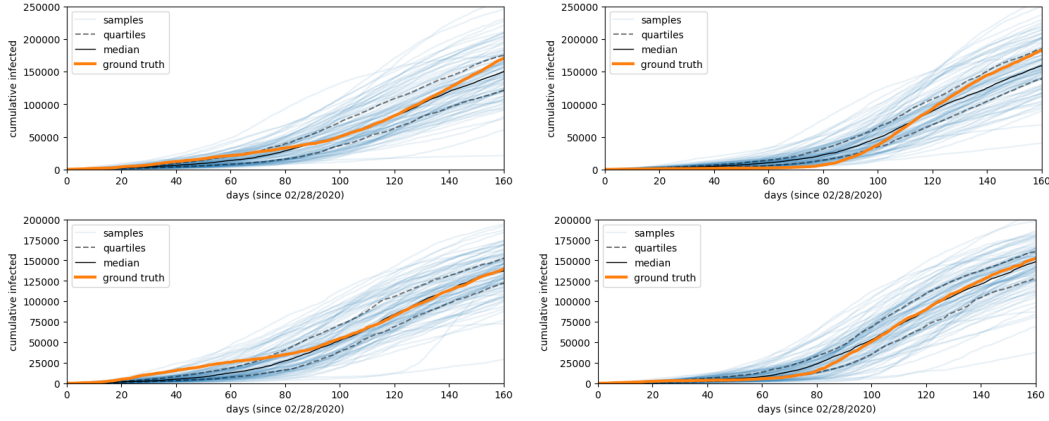 250000
200000
150000
100000
50000
0
cumulative infected
samples
quartiles
median
ground truth
0 20 40 60 80 100 120 140 160
days (since 02/28/2020)
250000
200000
150000
100000
50000
0
cumulative infected
samples
quartiles
median
ground truth
0 20 40 60 80 100 120 140 160
days (since 02/28/2020)
200000
175000
150000
125000
100000
75000
50000
25000
0
cumulative infected
samples
quartiles
median
ground truth
0 20 40 60 80 100 120 140 160
days (since 02/28/2020)
200000
175000
150000
125000
100000
75000
50000
25000
0
cumulative infected
samples
quartiles
median
ground truth
0 20 40 60 80 100 120 140 160
days (since 02/28/2020)